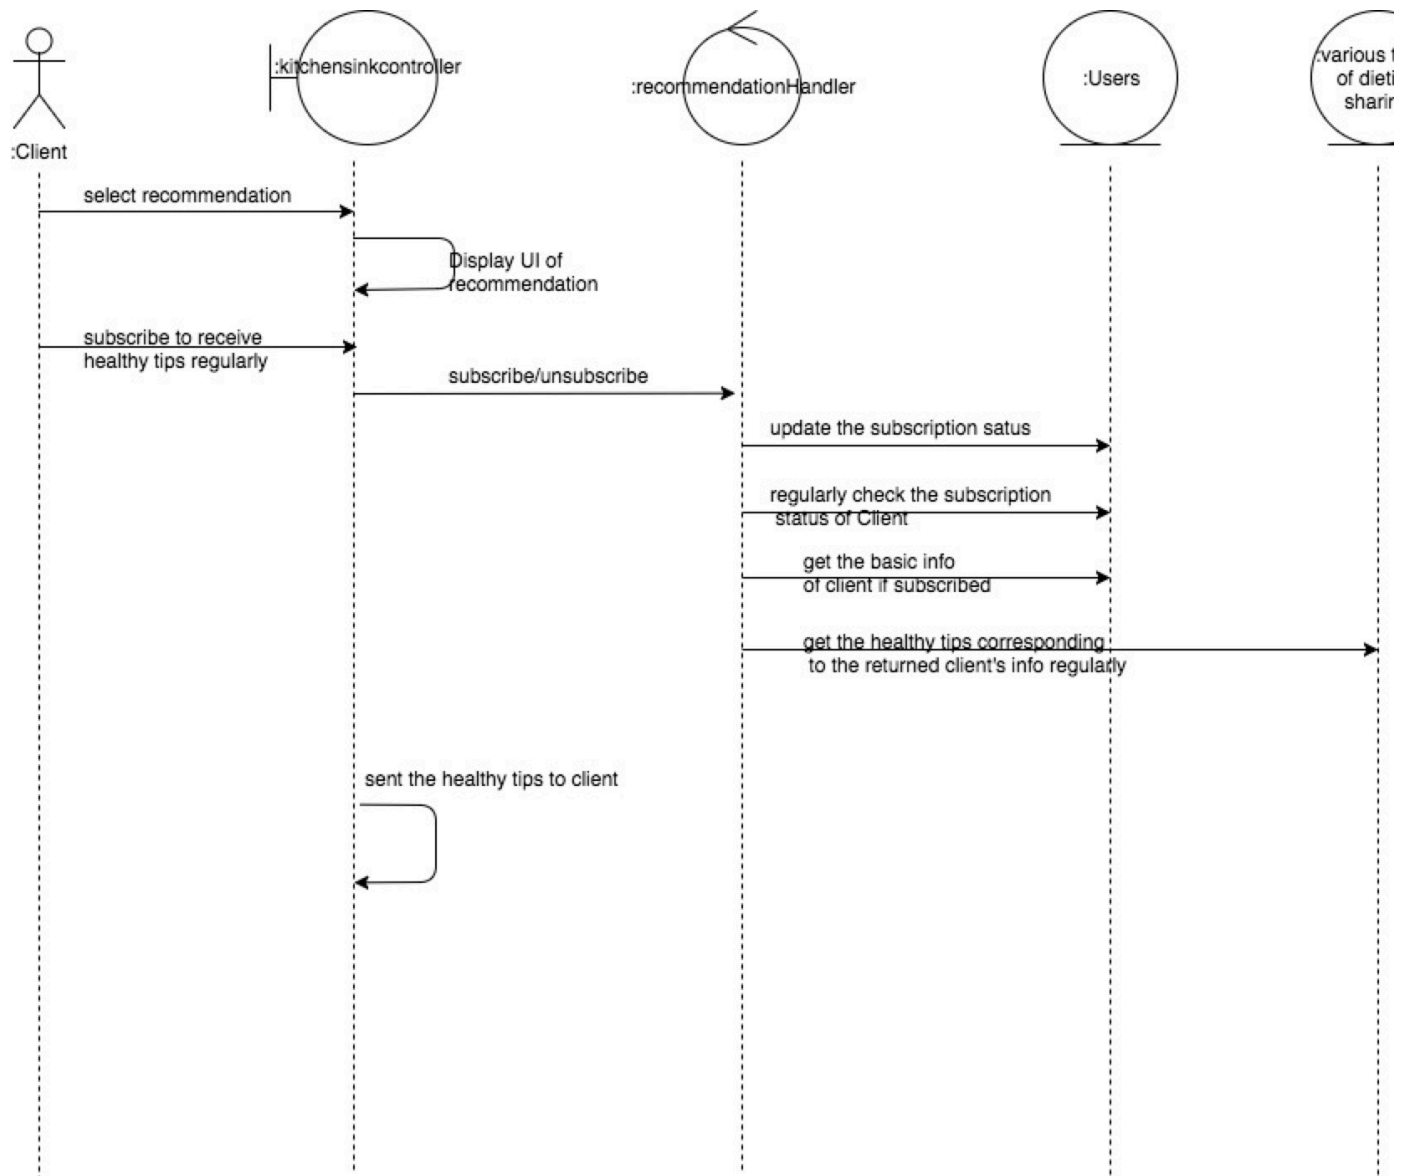 :Client
:kitchensinkcontroller
:recommendationHandler
:Users
:various
of
select recommendation
Display UI of
recommendation
subscribe to receive
healthy tips regularly
subscribe/unsubscribe
update the subscription satus
regularly check the subscription
status of Client
get the basic info
of client if subscribed
get the healthy tips corresponding
to the returned client's info regularly
sent the healthy tips to client